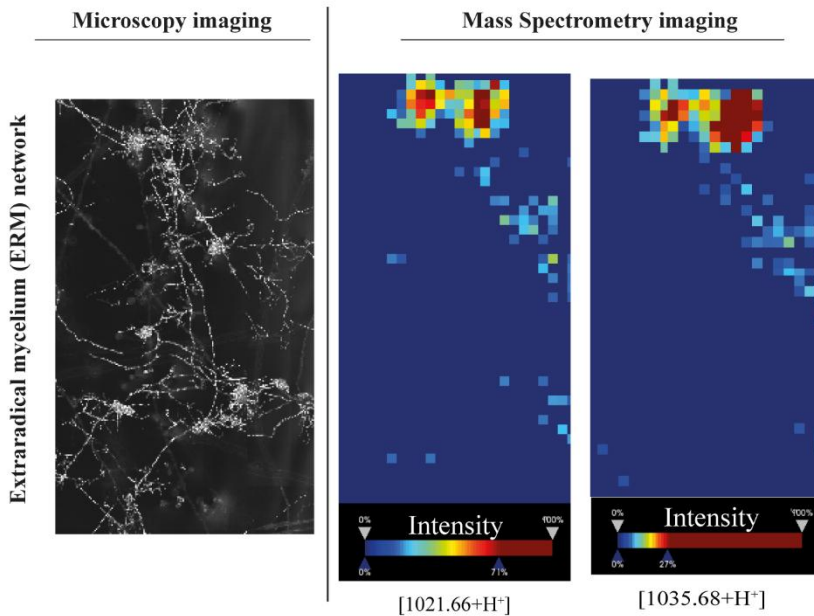 Microscopy imaging
Mass Spectrometry imaging
Extraradical mycelium (ERM) network
0%
Intensity
100%
0%
71%
[1021.66+H⁺]
0%
Intensity
100%
0%
27%
[1035.68+H⁺]